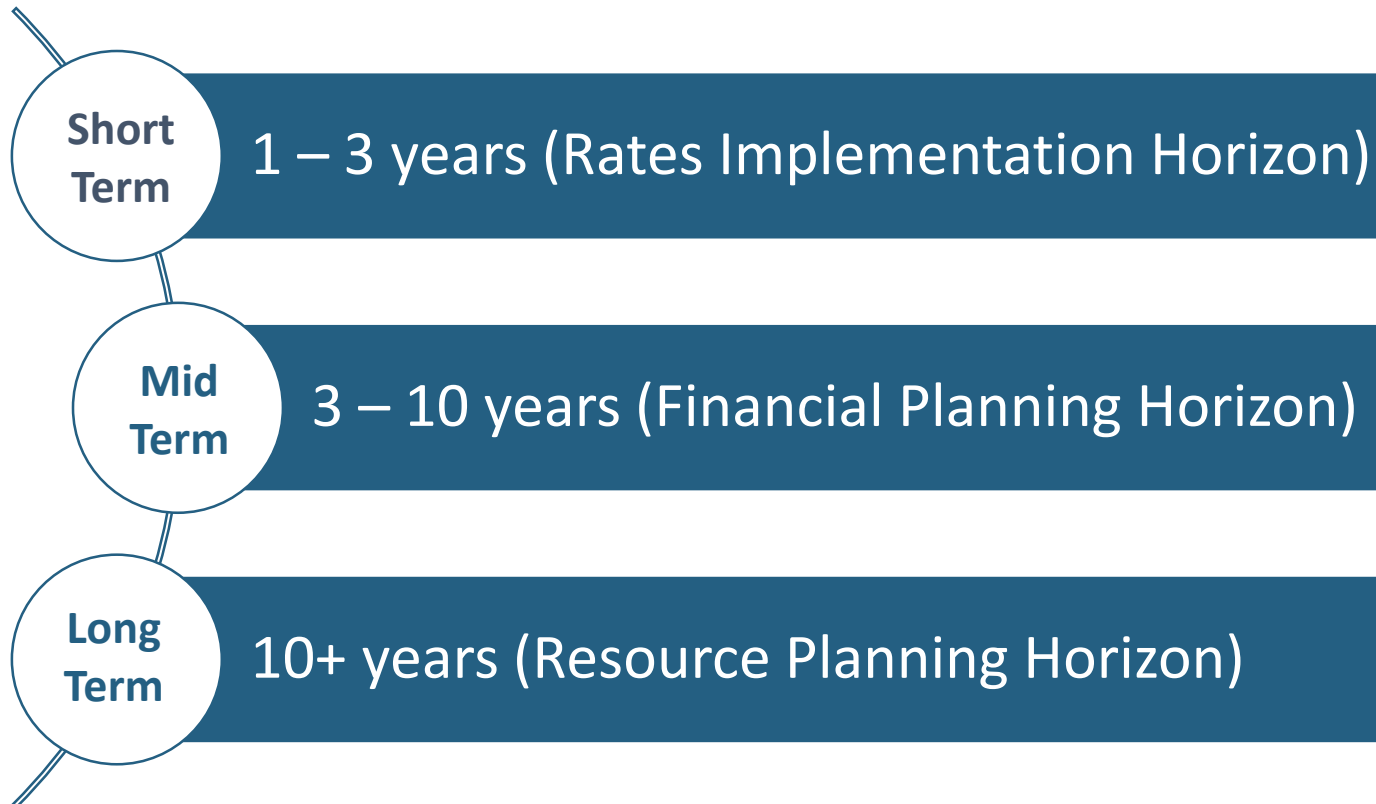 Short
Term
1 – 3 years (Rates Implementation Horizon)
Mid
Term
3 – 10 years (Financial Planning Horizon)
Long
Term
10+ years (Resource Planning Horizon)